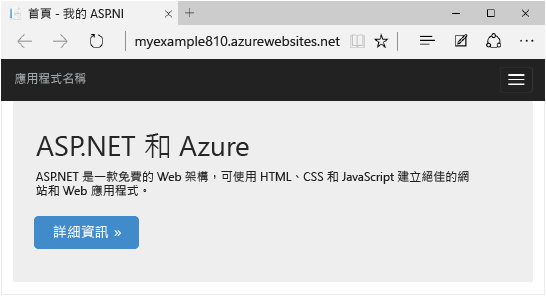 首頁 - 我的 ASP.NI
myexample810.azurewebsites.net
應用程式名稱
ASP.NET 和 Azure
ASP.NET 是一款免費的 Web 架構，可使用 HTML、CSS 和 JavaScript 建立絕佳的網
站和 Web 應用程式。
詳細資訊 »